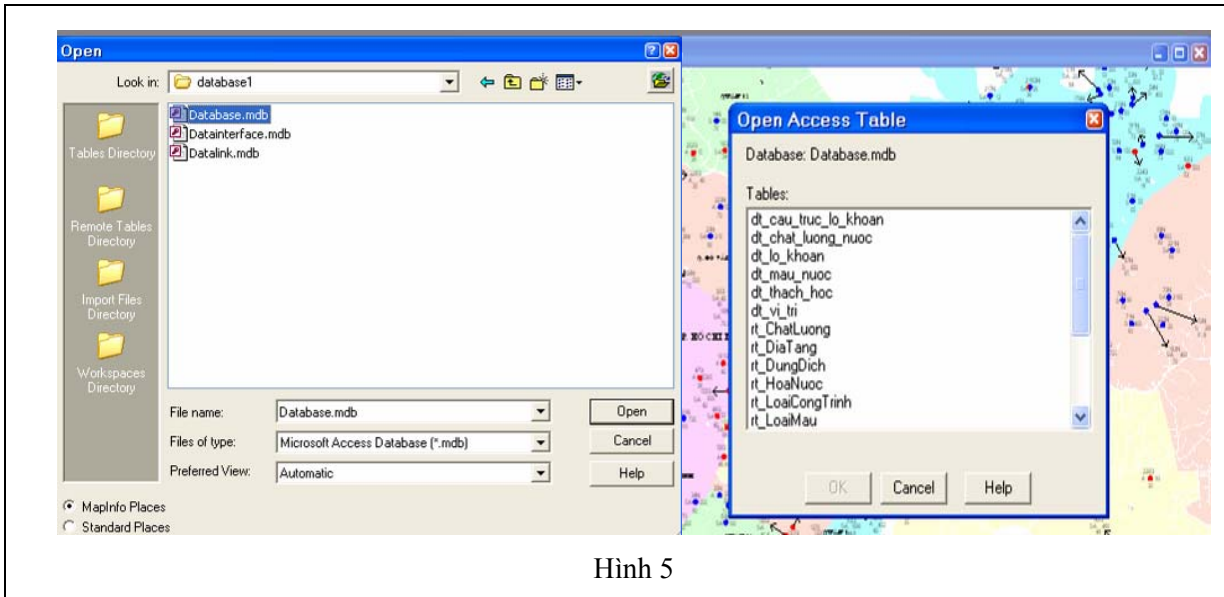 Open
Look in:
database1
Tables Directory
Remote Tables
Directory
Import Files
Directory
Workspaces
Directory
Database.mdb
Datainterface.mdb
Datalink.mdb
File name:
Database.mdb
Open
Files of type:
Microsoft Access Database (*.mdb)
Cancel
Preferred View:
Automatic
Help
MapInfo Places
Standard Places
Open Access Table
Database: Database.mdb
Tables:
dt_cau_truc_lo_khoan
dt_chat_luong_nuoc
dt_lo_khoan
dt_mau_nuoc
dt_thach_hoc
dt_vi_tri
rt_ChatLuong
rt_DiaTang
rt_DungDich
rt_HoaNuoc
rt_LoaiCongTrinh
rt_LoaiMau
OK
Cancel
Help
Hình 5